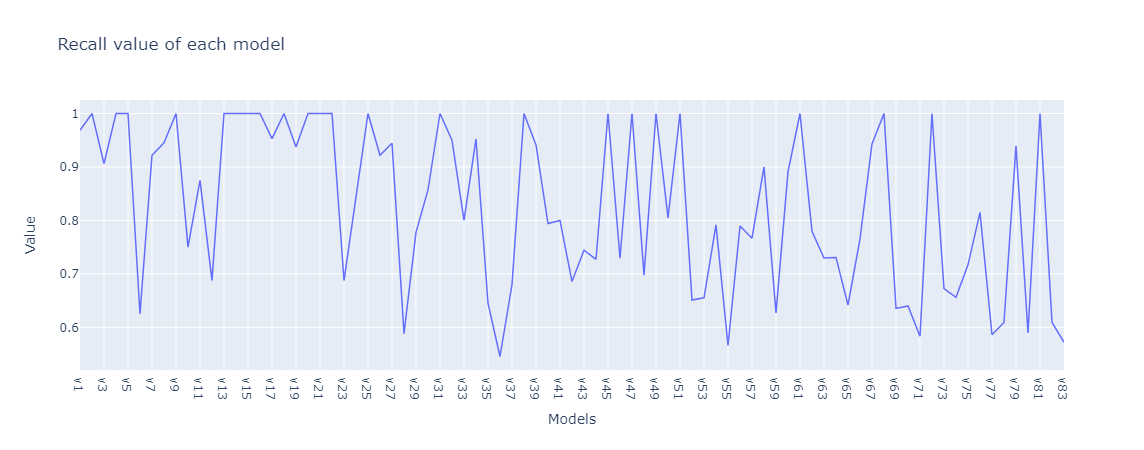 Recall value of each model
1
0.9
0.8
0.7
0.6
Value
v1
v3
v5
v7
v9
v11
v13
v15
v17
v19
v21
v23
v25
v27
v29
v31
v33
v35
v37
v39
v41
v43
v45
v47
v49
v51
v53
v55
v57
v59
v61
v63
v65
v67
v69
v71
v73
v75
v77
v79
v81
v83
Models